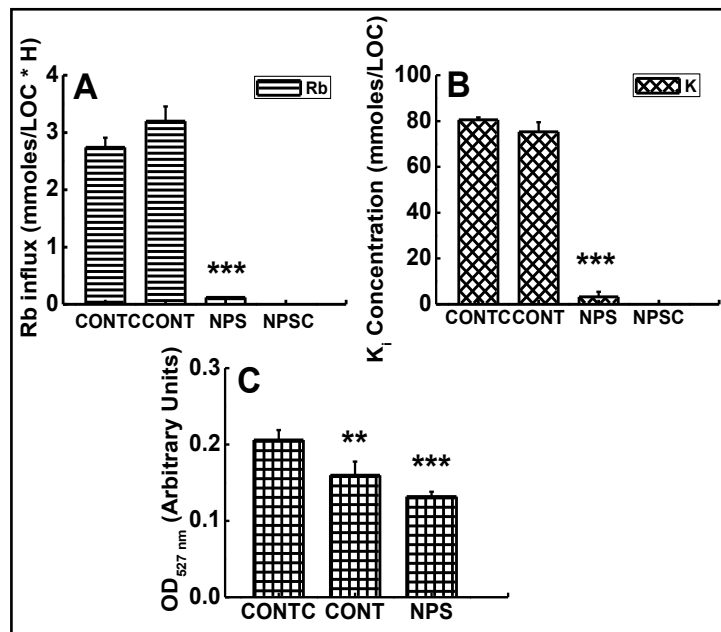 A
Rb
Rb influx (mmoles/LOC * H)
4
3
2
1
0
***
CONTC CONT NPS NPSC
B
K
K_i Concentration (mmoles/LOC)
100
80
60
40
20
0
***
CONTC CONT NPS NPSC
C
OD_527 nm (Arbitrary Units)
0.3
0.2
0.1
0.0
**
***
CONTC CONT NPS